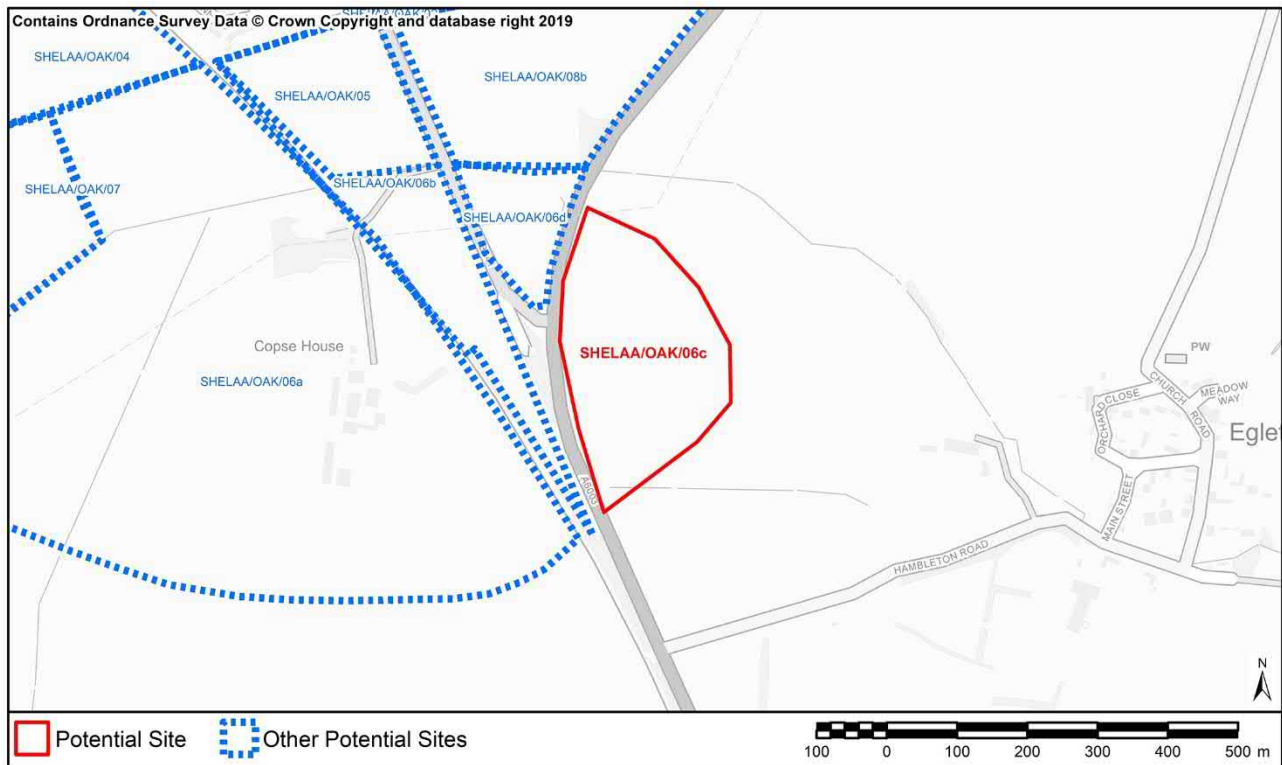 Contains Ordnance Survey Data © Crown Copyright and database right 2019
SHELAA/OAK/04
SHELAA/OAK/08b
SHELAA/OAK/05
SHELAA/OAK/07
SHELAA/OAK/06b
SHELAA/OAK/06d
Copse House
SHELAA/OAK/06c
SHELAA/OAK/06a
PW
ORCHARD CLOSE
CHURCH ROAD
MEADOW WAY
Eglet
MAIN STREET
A6003
HAMBLETON ROAD
N
Potential Site
Other Potential Sites
100 0 100 200 300 400 500 m